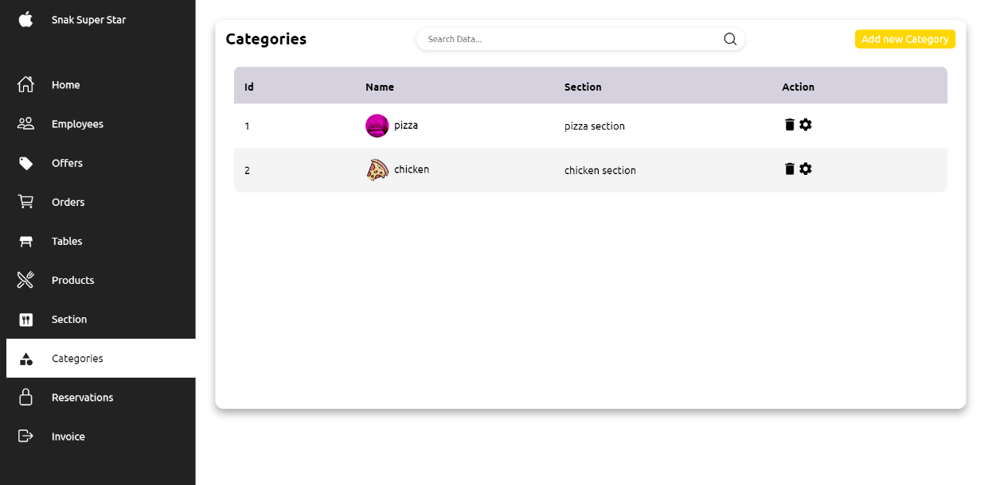 Snak Super Star
Home
Employees
Offers
Orders
Tables
Products
Section
Categories
Reservations
Invoice
Categories
Search Data...
Add new Category
Id Name Section Action
1 pizza pizza section
2 chicken chicken section